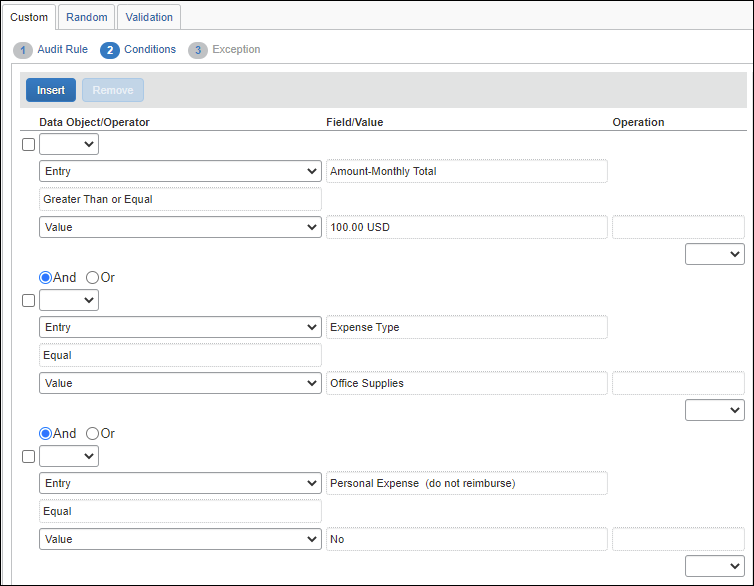 Custom Random Validation
1 Audit Rule 2 Conditions 3 Exception
Insert Remove
Data Object/Operator Field/Value Operation
Entry Amount-Monthly Total
Greater Than or Equal
Value 100.00 USD
And Or
Entry Expense Type
Equal
Value Office Supplies
And Or
Entry Personal Expense (do not reimburse)
Equal
Value No